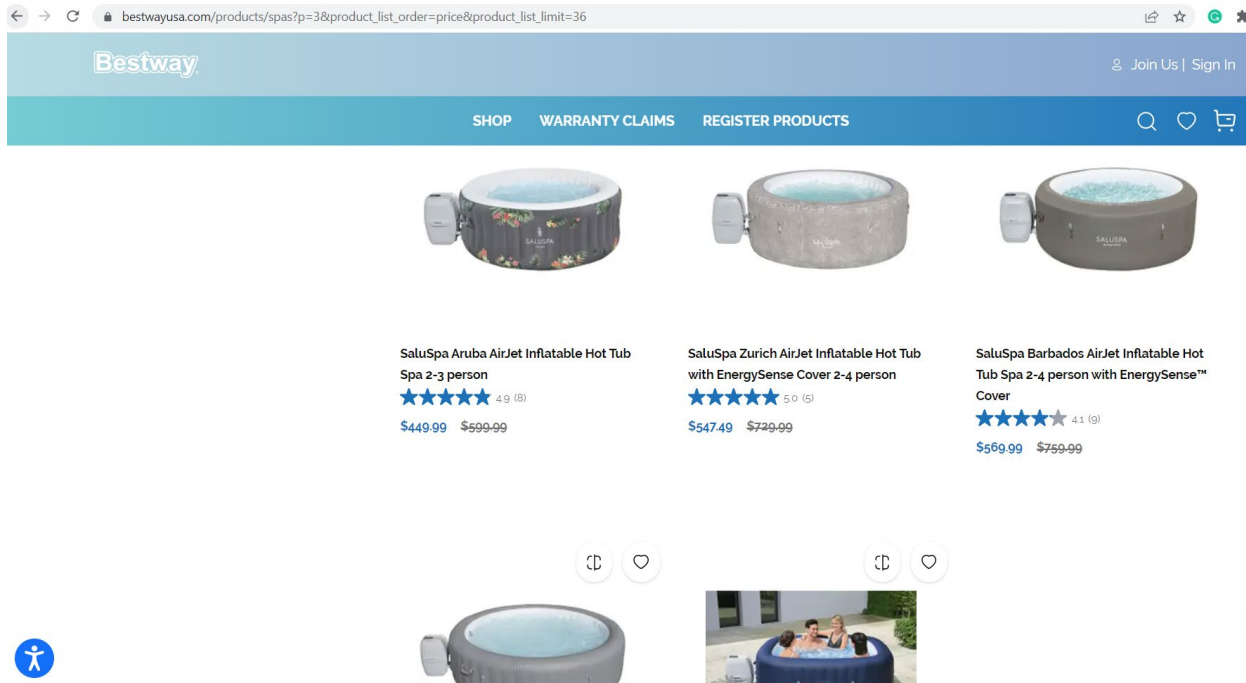 bestwayusa.com/products/spas?p=3&product_list_order=price&product_list_limit=36
Bestway
Join Us | Sign In
SHOP WARRANTY CLAIMS REGISTER PRODUCTS
SALUSPA
SALUSPA
SALUSPA
SaluSpa Aruba AirJet Inflatable Hot Tub
Spa 2-3 person
4.9 (8)
$449.99 $599.99
SaluSpa Zurich AirJet Inflatable Hot Tub
with EnergySense Cover 2-4 person
5.0 (5)
$547.49 $729.99
SaluSpa Barbados AirJet Inflatable Hot
Tub Spa 2-4 person with EnergySense™
Cover
4.1 (9)
$569.99 $759.99